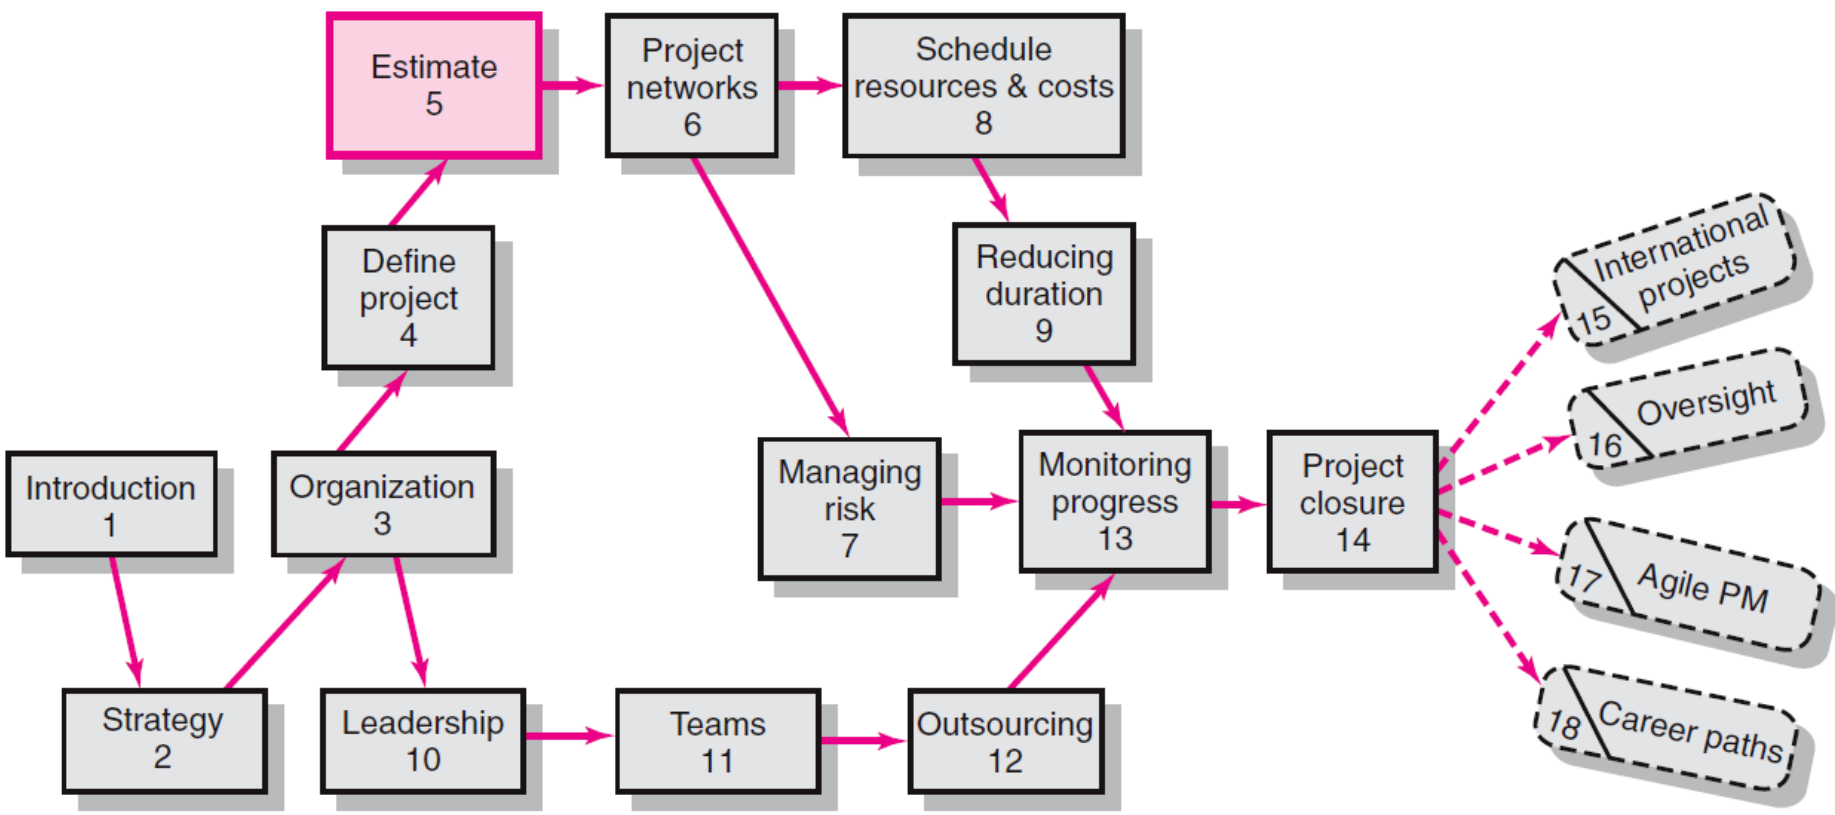 Estimate
5
Project
networks
6
Schedule
resources & costs
8
Define
project
4
Reducing
duration
9
International
projects
15
Oversight
16
Introduction
1
Organization
3
Managing
risk
7
Monitoring
progress
13
Project
closure
14
Agile PM
17
Strategy
2
Leadership
10
Teams
11
Outsourcing
12
Career paths
18